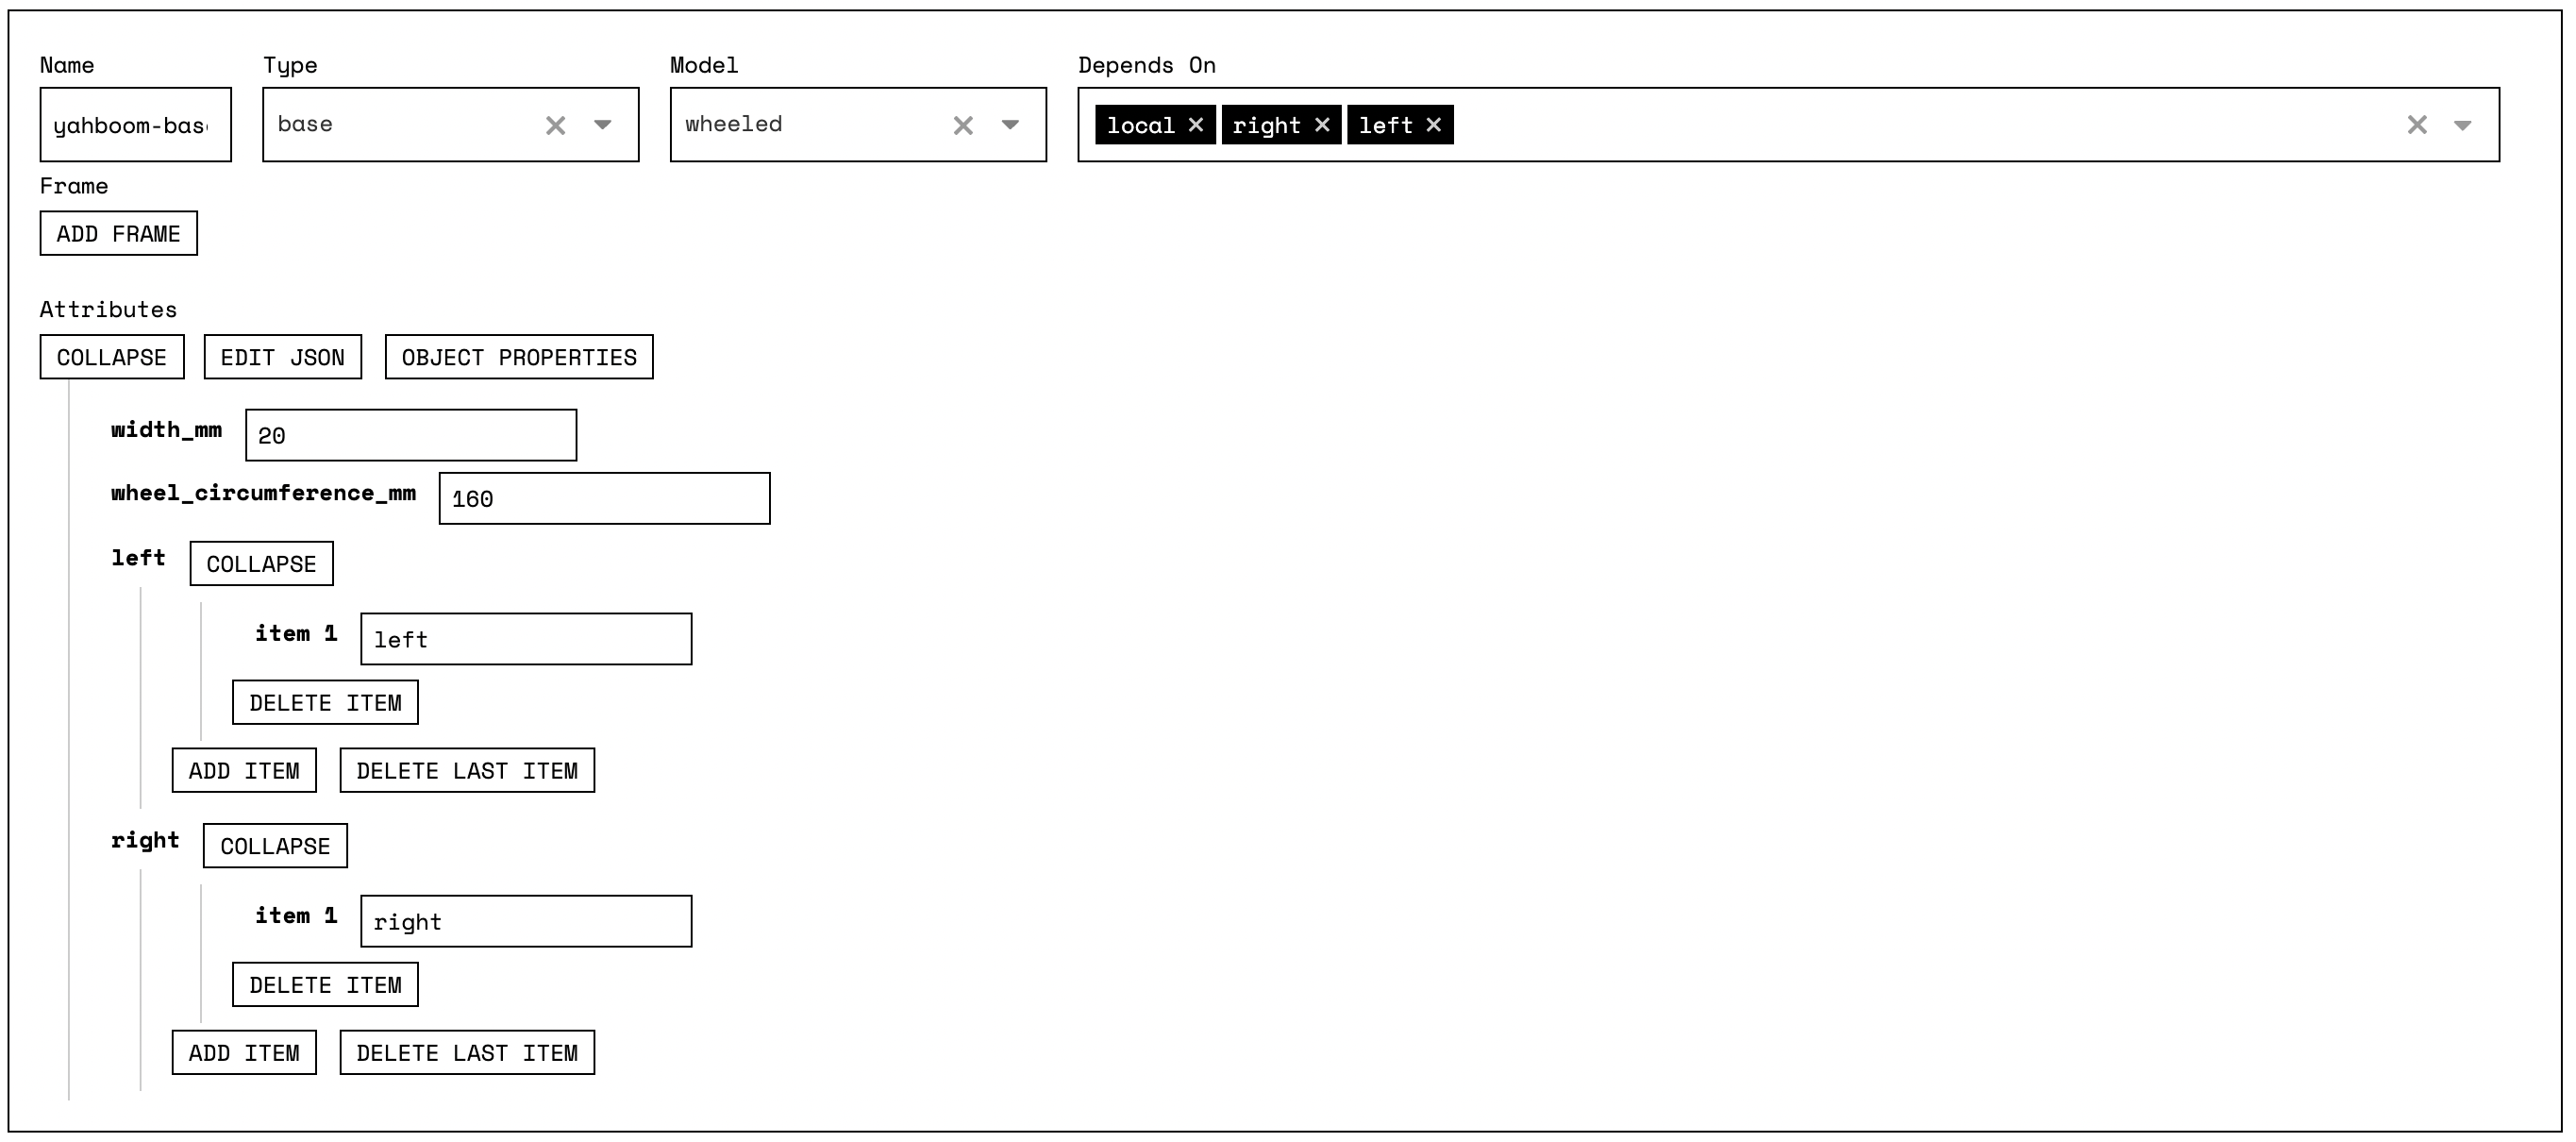 Name Type Model Depends On
yahboom-bas base wheeled local right left
Frame
ADD FRAME
Attributes
COLLAPSE EDIT JSON OBJECT PROPERTIES
width_mm 20
wheel_circumference_mm 160
left COLLAPSE
item 1 left
DELETE ITEM
ADD ITEM DELETE LAST ITEM
right COLLAPSE
item 1 right
DELETE ITEM
ADD ITEM DELETE LAST ITEM